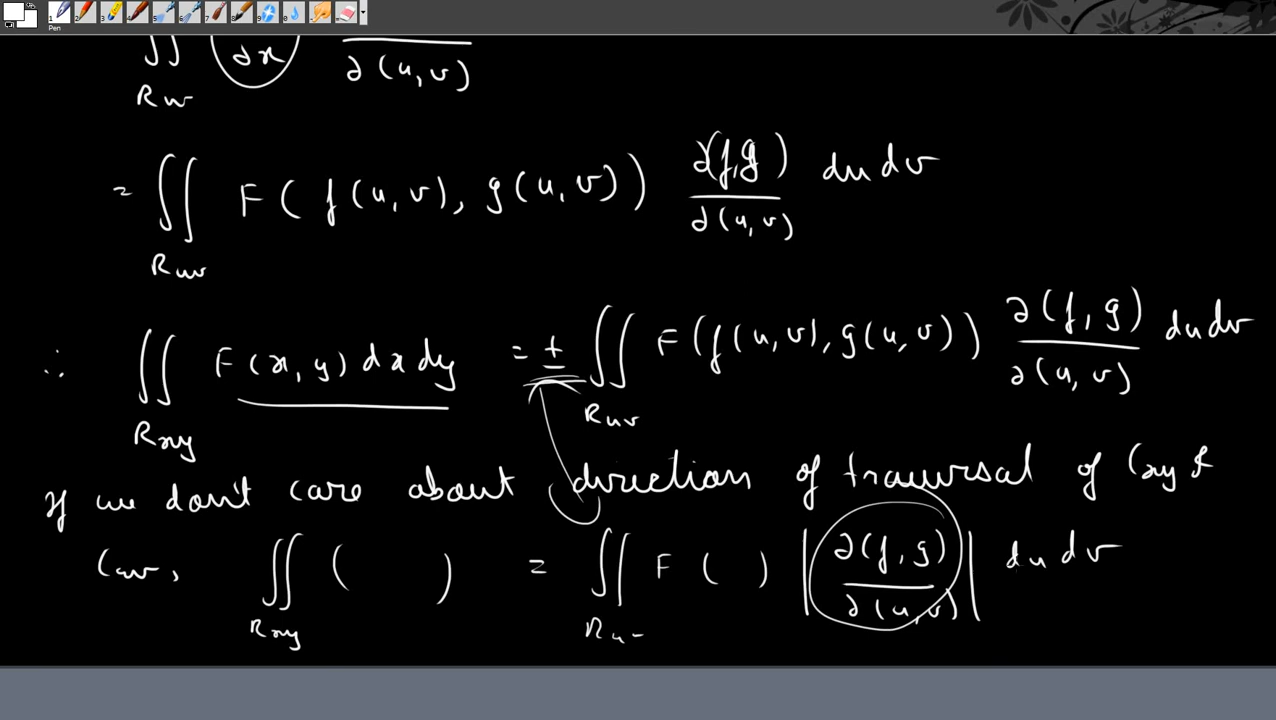 Pen
∬_{Ruv} ∂x ∂(u,v)
= ∬_{Ruv} F(f(u,v), g(u,v)) ∂(f,g)/∂(u,v) du dv
∴ ∬_{Rxy} F(x,y) dx dy = ± ∬_{Ruv} F(f(u,v), g(u,v)) ∂(f,g)/∂(u,v) du dv
If we don't care about direction of traversal of Cxy &
Cuv, ∬_{Rxy} ( ) = ∬_{Ruv} F ( ) |∂(f,g)/∂(u,v)| du dv